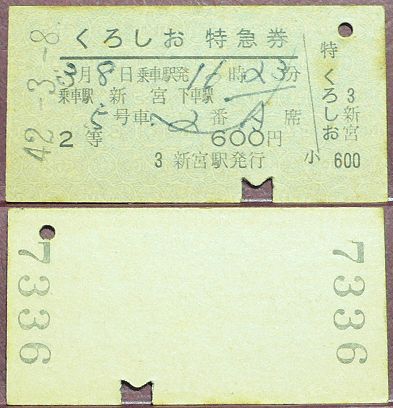 42-3-8.
くろしお 特急券
3月8日乗車駅発16時23分
乗車駅 新宮 下車駅
5号車 2番A席
2等 600円
3 新宮駅発行
特
くろしお
小
3
新宮
600
7336
7336